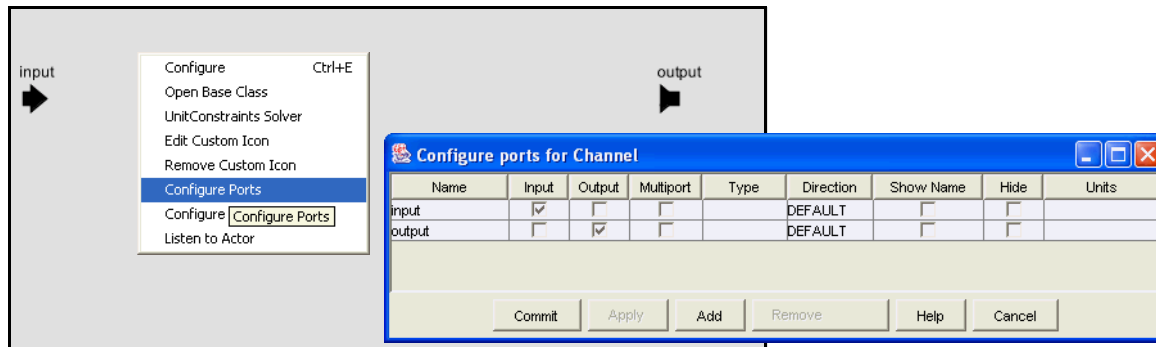 input
output
Configure Ctrl+E
Open Base Class
UnitConstraints Solver
Edit Custom Icon
Remove Custom Icon
Configure Ports
Configure
Configure Ports
Listen to Actor
Configure ports for Channel
Name Input Output Multiport Type Direction Show Name Hide Units
input DEFAULT
output DEFAULT
Commit Apply Add Remove Help Cancel